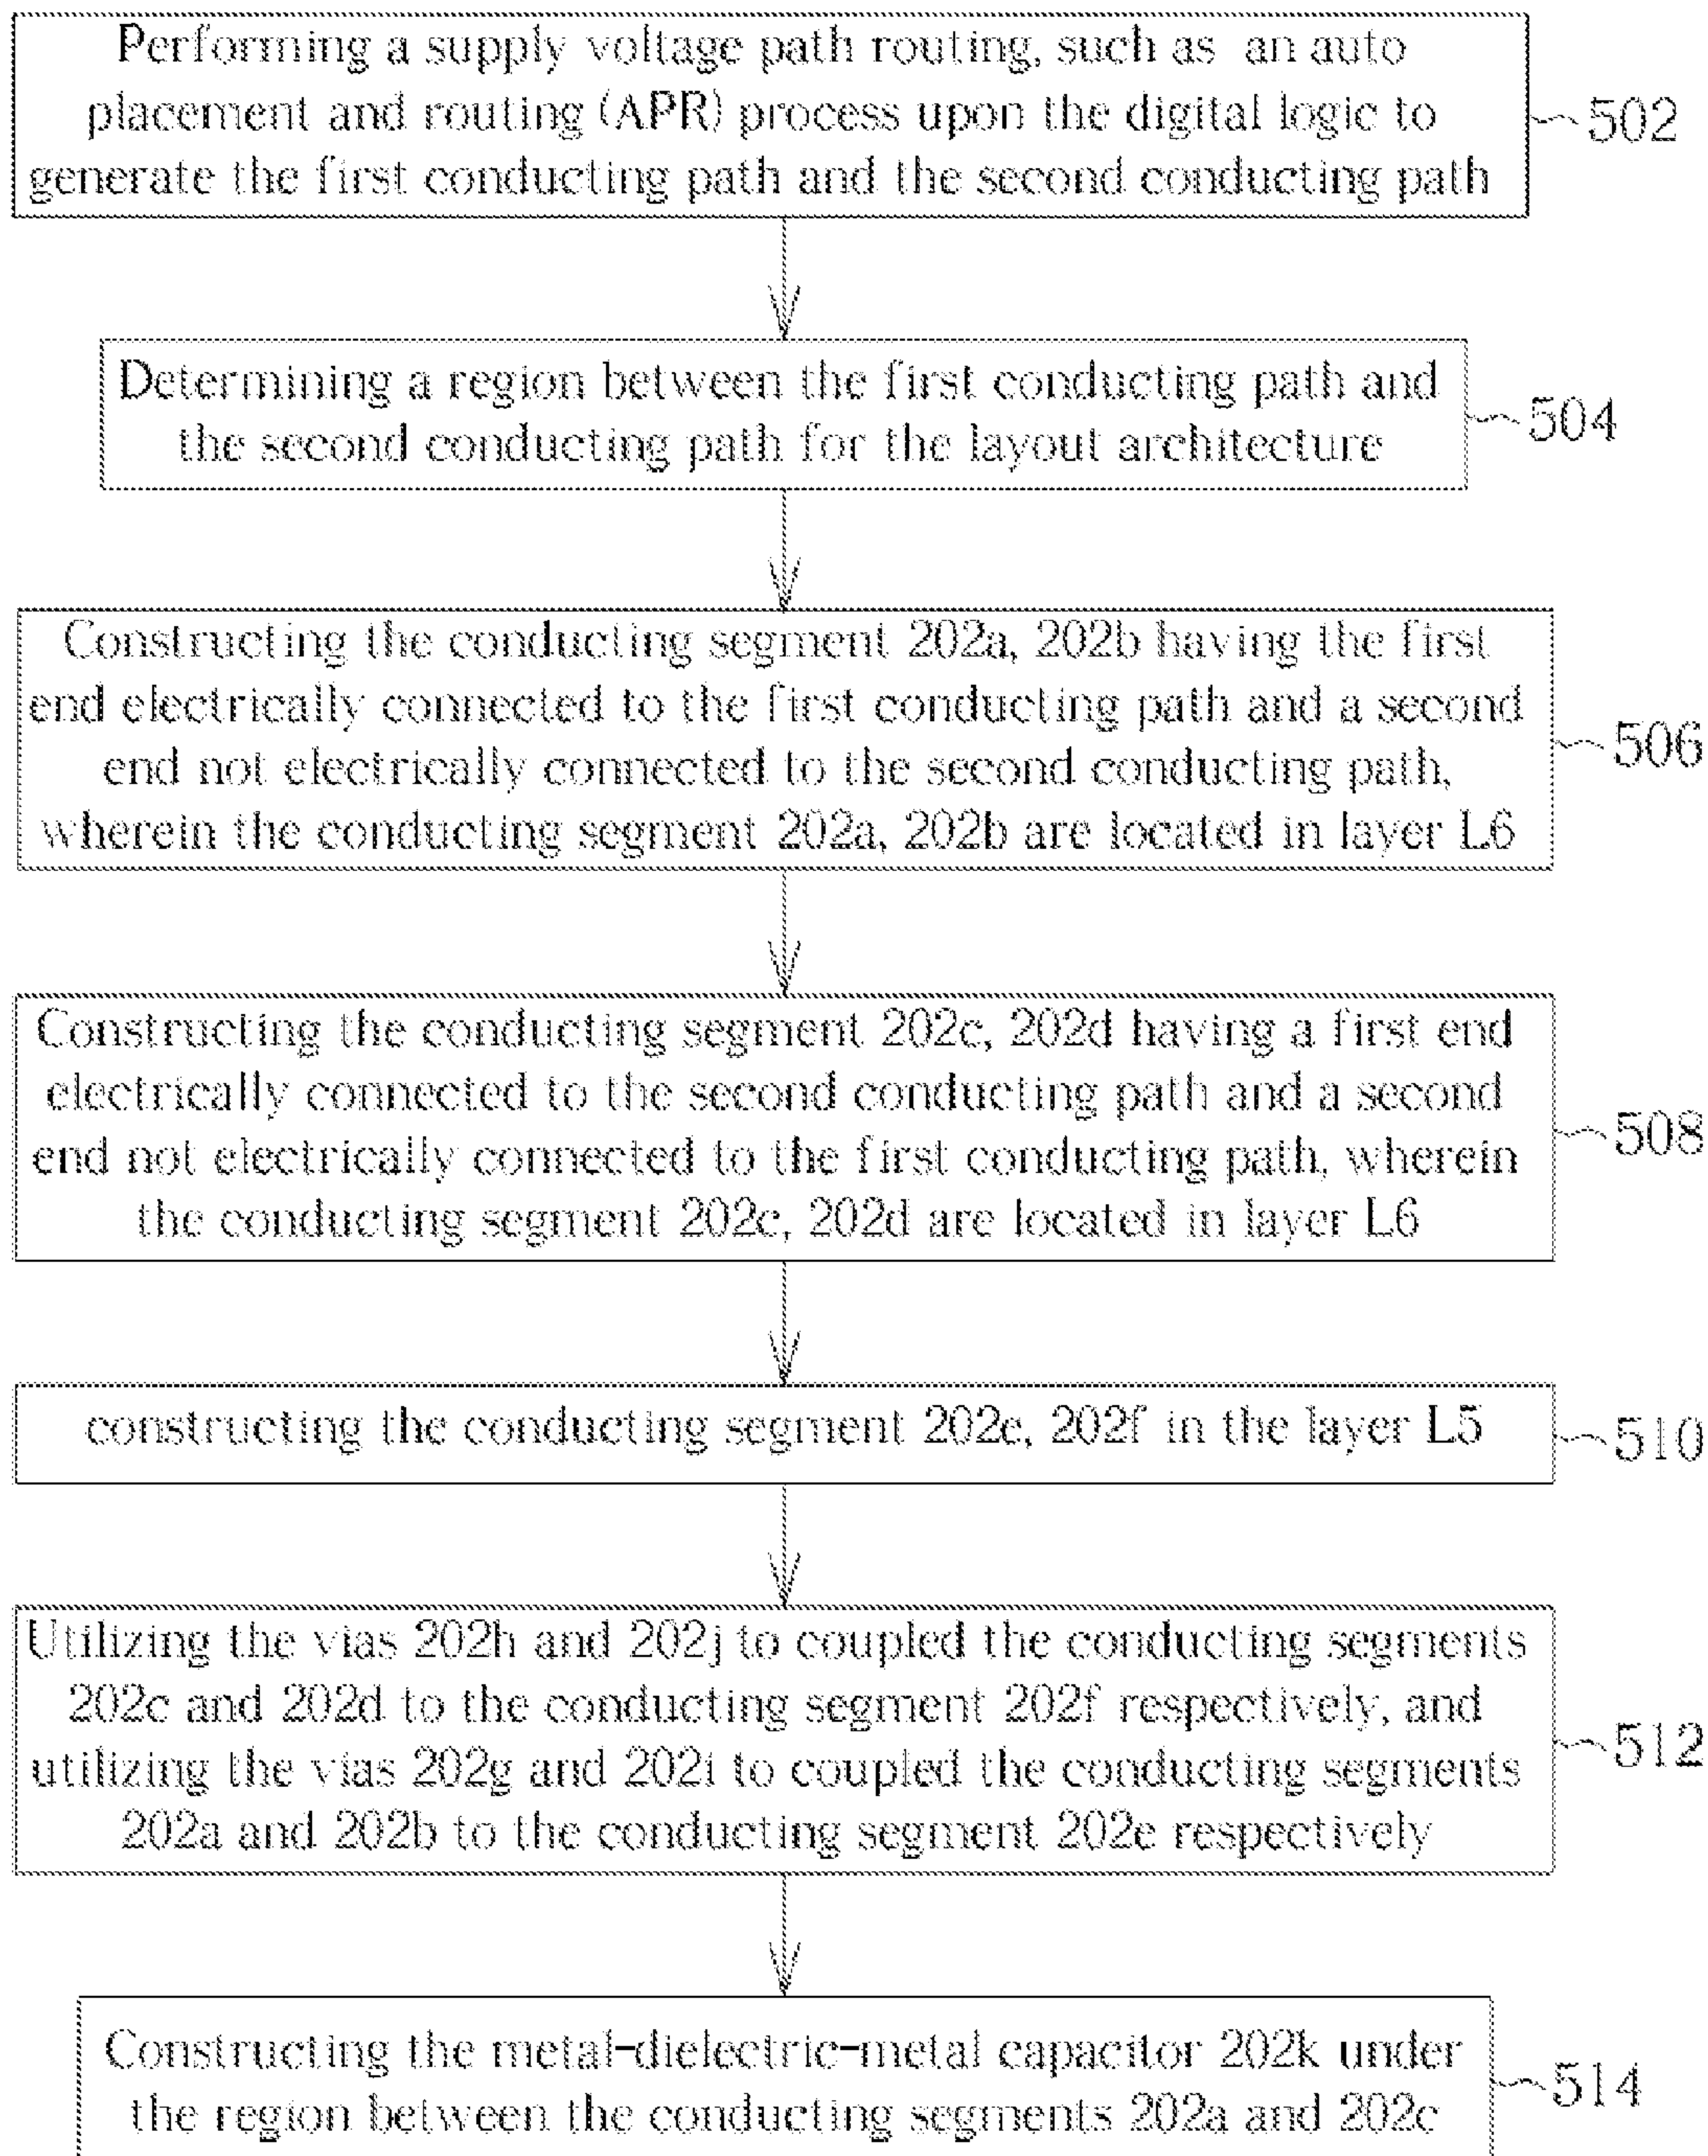 Performing a supply voltage path routing, such as an auto
placement and routing (APR) process upon the digital logic to
generate the first conducting path and the second conducting path
502
Determining a region between the first conducting path and
the second conducting path for the layout architecture
504
Constructing the conducting segment 202a, 202b having the first
end electrically connected to the first conducting path and a second
end not electrically connected to the second conducting path,
wherein the conducting segment 202a, 202b are located in layer L6
506
Constructing the conducting segment 202c, 202d having a first end
electrically connected to the second conducting path and a second
end not electrically connected to the first conducting path, wherein
the conducting segment 202c, 202d are located in layer L6
508
constructing the conducting segment 202e, 202f in the layer L5
510
Utilizing the vias 202h and 202j to coupled the conducting segments
202c and 202d to the conducting segment 202f respectively, and
utilizing the vias 202g and 202i to coupled the conducting segments
202a and 202b to the conducting segment 202e respectively
512
Constructing the metal-dielectric-metal capacitor 202k under
the region between the conducting segments 202a and 202c
514